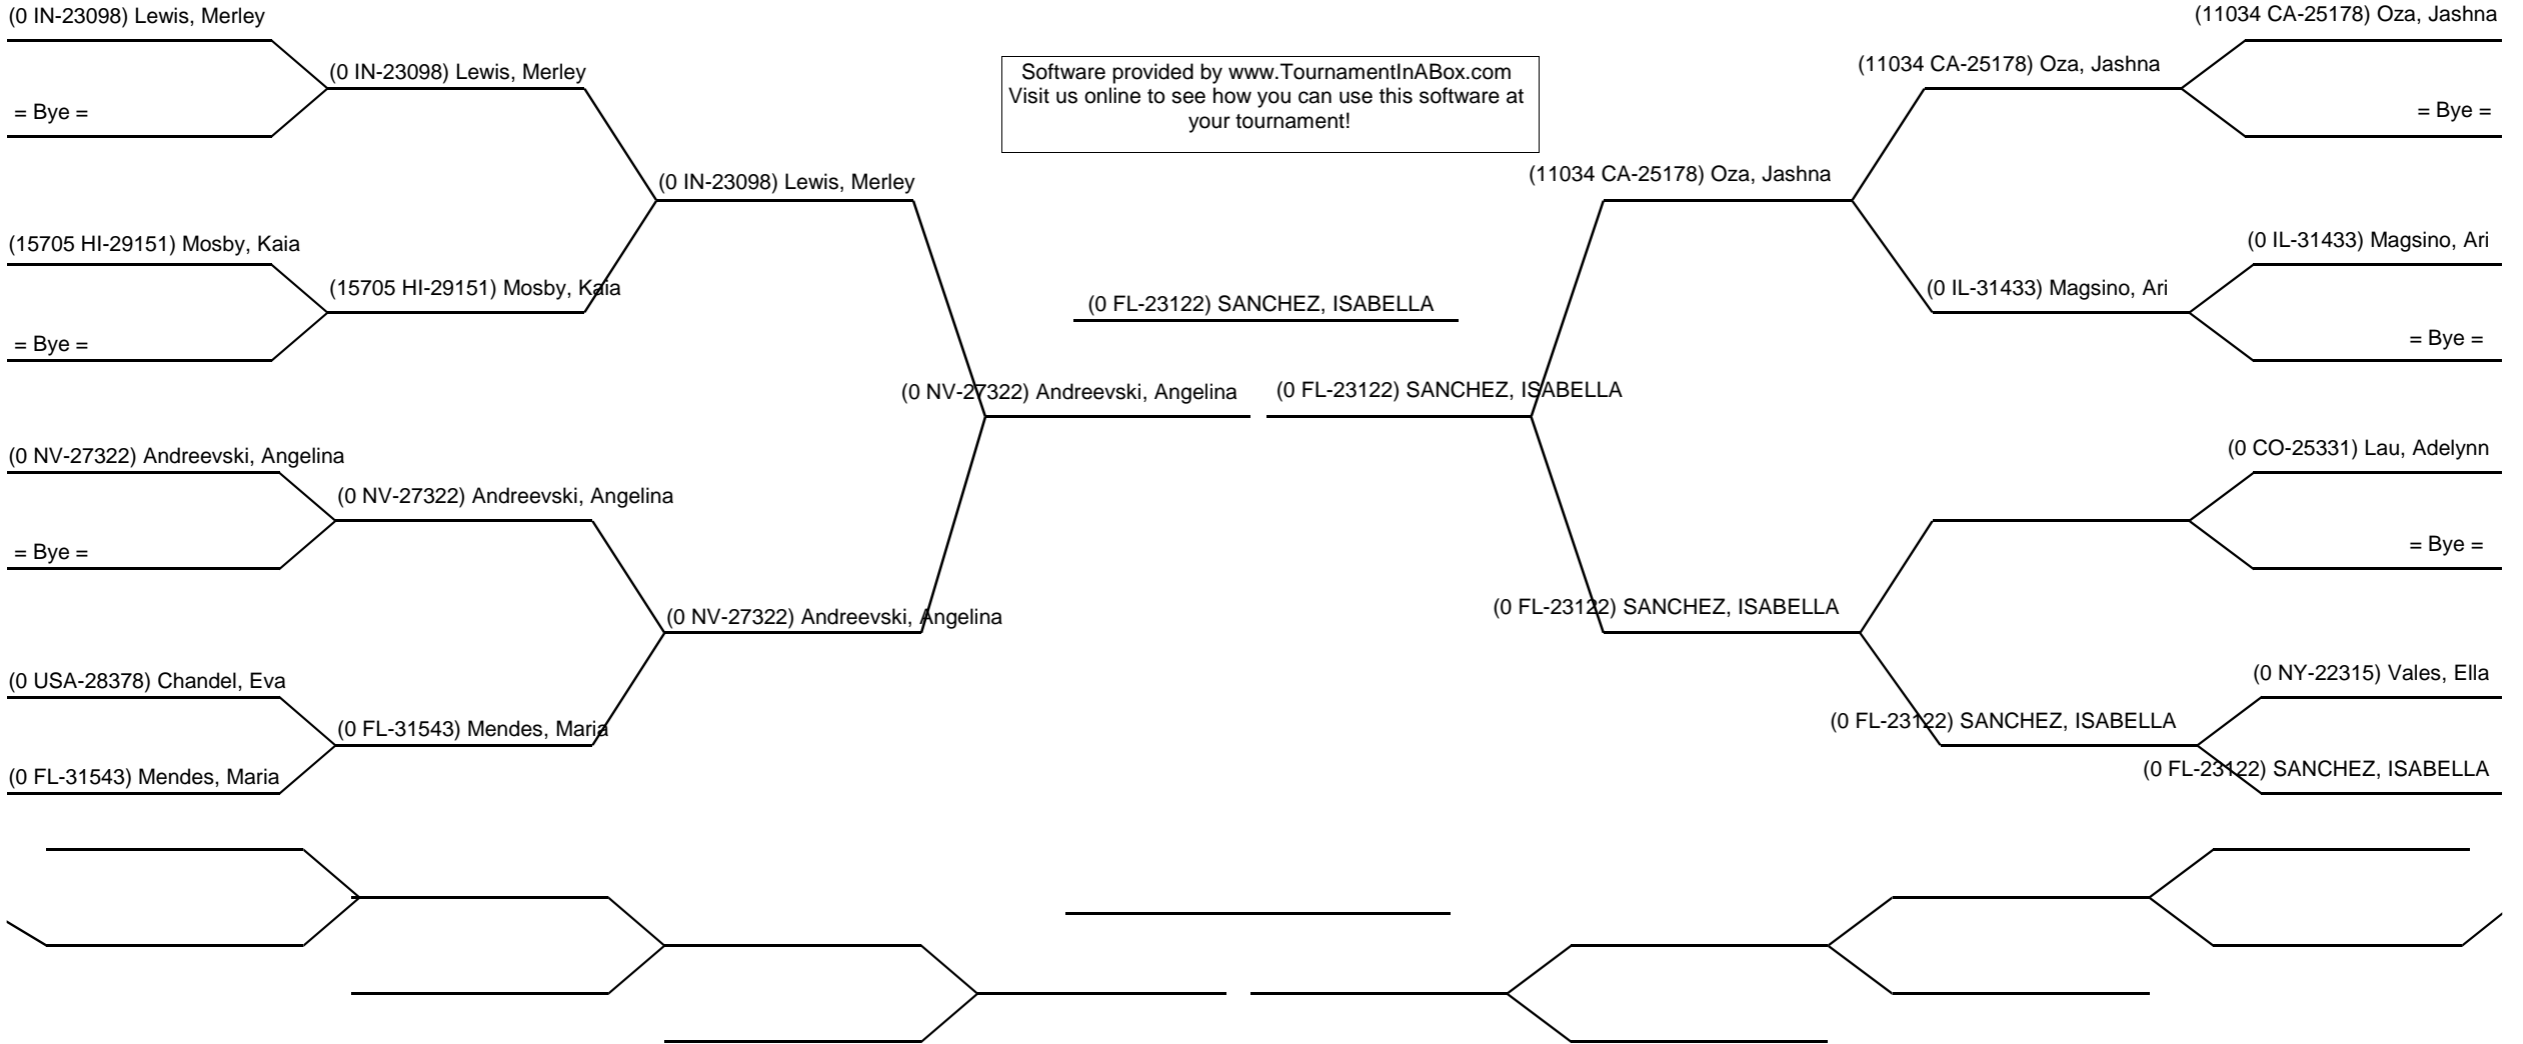 (0 IN-23098) Lewis, Merley
(11034 CA-25178) Oza, Jashna
(0 IN-23098) Lewis, Merley
Software provided by www.TournamentInABox.com
Visit us online to see how you can use this software at
your tournament!
(11034 CA-25178) Oza, Jashna
= Bye =
= Bye =
(0 IN-23098) Lewis, Merley
(11034 CA-25178) Oza, Jashna
(15705 HI-29151) Mosby, Kaia
(0 IL-31433) Magsino, Ari
(15705 HI-29151) Mosby, Kaia
(0 FL-23122) SANCHEZ, ISABELLA
(0 IL-31433) Magsino, Ari
= Bye =
= Bye =
(0 NV-27322) Andreevski, Angelina
(0 FL-23122) SANCHEZ, ISABELLA
(0 NV-27322) Andreevski, Angelina
(0 CO-25331) Lau, Adelynn
(0 NV-27322) Andreevski, Angelina
= Bye =
= Bye =
(0 NV-27322) Andreevski, Angelina
(0 FL-23122) SANCHEZ, ISABELLA
(0 USA-28378) Chandel, Eva
(0 NY-22315) Vales, Ella
(0 FL-31543) Mendes, Maria
(0 FL-23122) SANCHEZ, ISABELLA
(0 FL-31543) Mendes, Maria
(0 FL-23122) SANCHEZ, ISABELLA